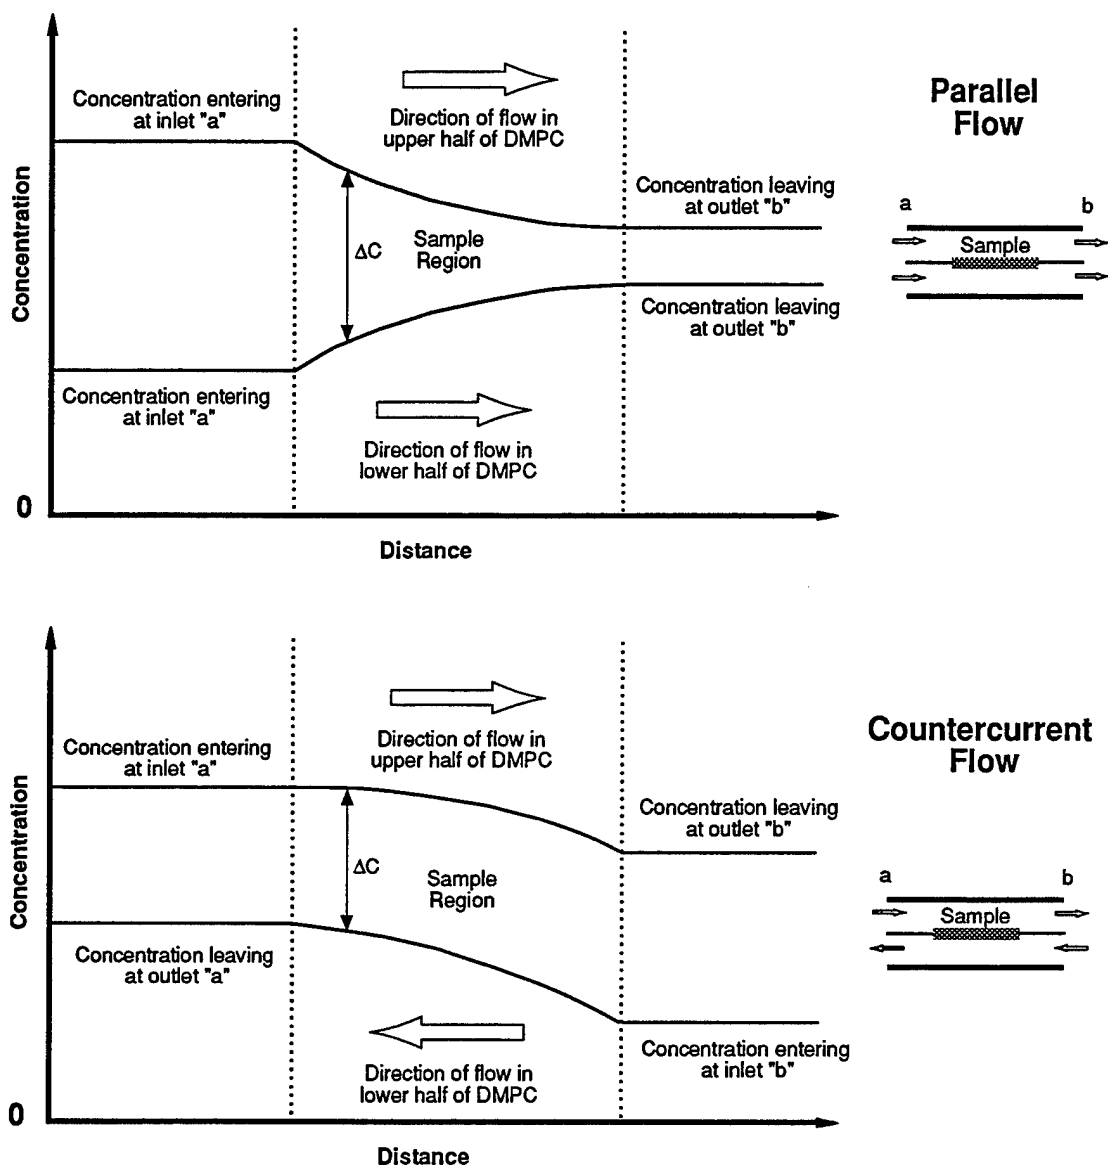 Concentration entering
at inlet "a"
Direction of flow in
upper half of DMPC
Parallel
Flow
Concentration leaving
at outlet "b"
a
b
Sample
Concentration
ΔC
Sample
Region
Concentration leaving
at outlet "b"
Concentration entering
at inlet "a"
Direction of flow in
lower half of DMPC
0
Distance
Concentration entering
at inlet "a"
Direction of flow in
upper half of DMPC
Countercurrent
Flow
Concentration leaving
at outlet "b"
a
b
Sample
Concentration
ΔC
Sample
Region
Concentration leaving
at outlet "a"
Concentration entering
at inlet "b"
Direction of flow in
lower half of DMPC
0
Distance